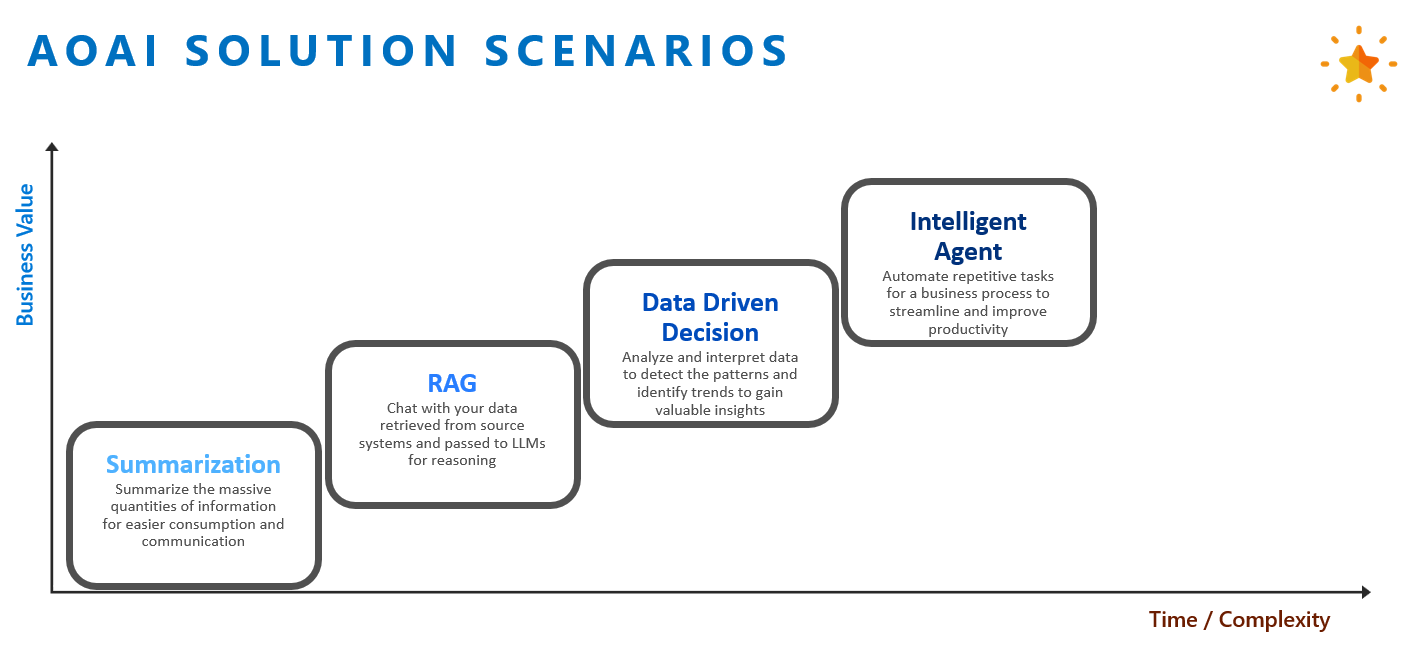 AOAI SOLUTION SCENARIOS
Business Value
Intelligent
Agent
Automate repetitive tasks
for a business process to
streamline and improve
productivity
Data Driven
Decision
Analyze and interpret data
to detect the patterns and
identify trends to gain
valuable insights
RAG
Chat with your data
retrieved from source
systems and passed to LLMs
for reasoning
Summarization
Summarize the massive
quantities of information
for easier consumption and
communication
Time / Complexity